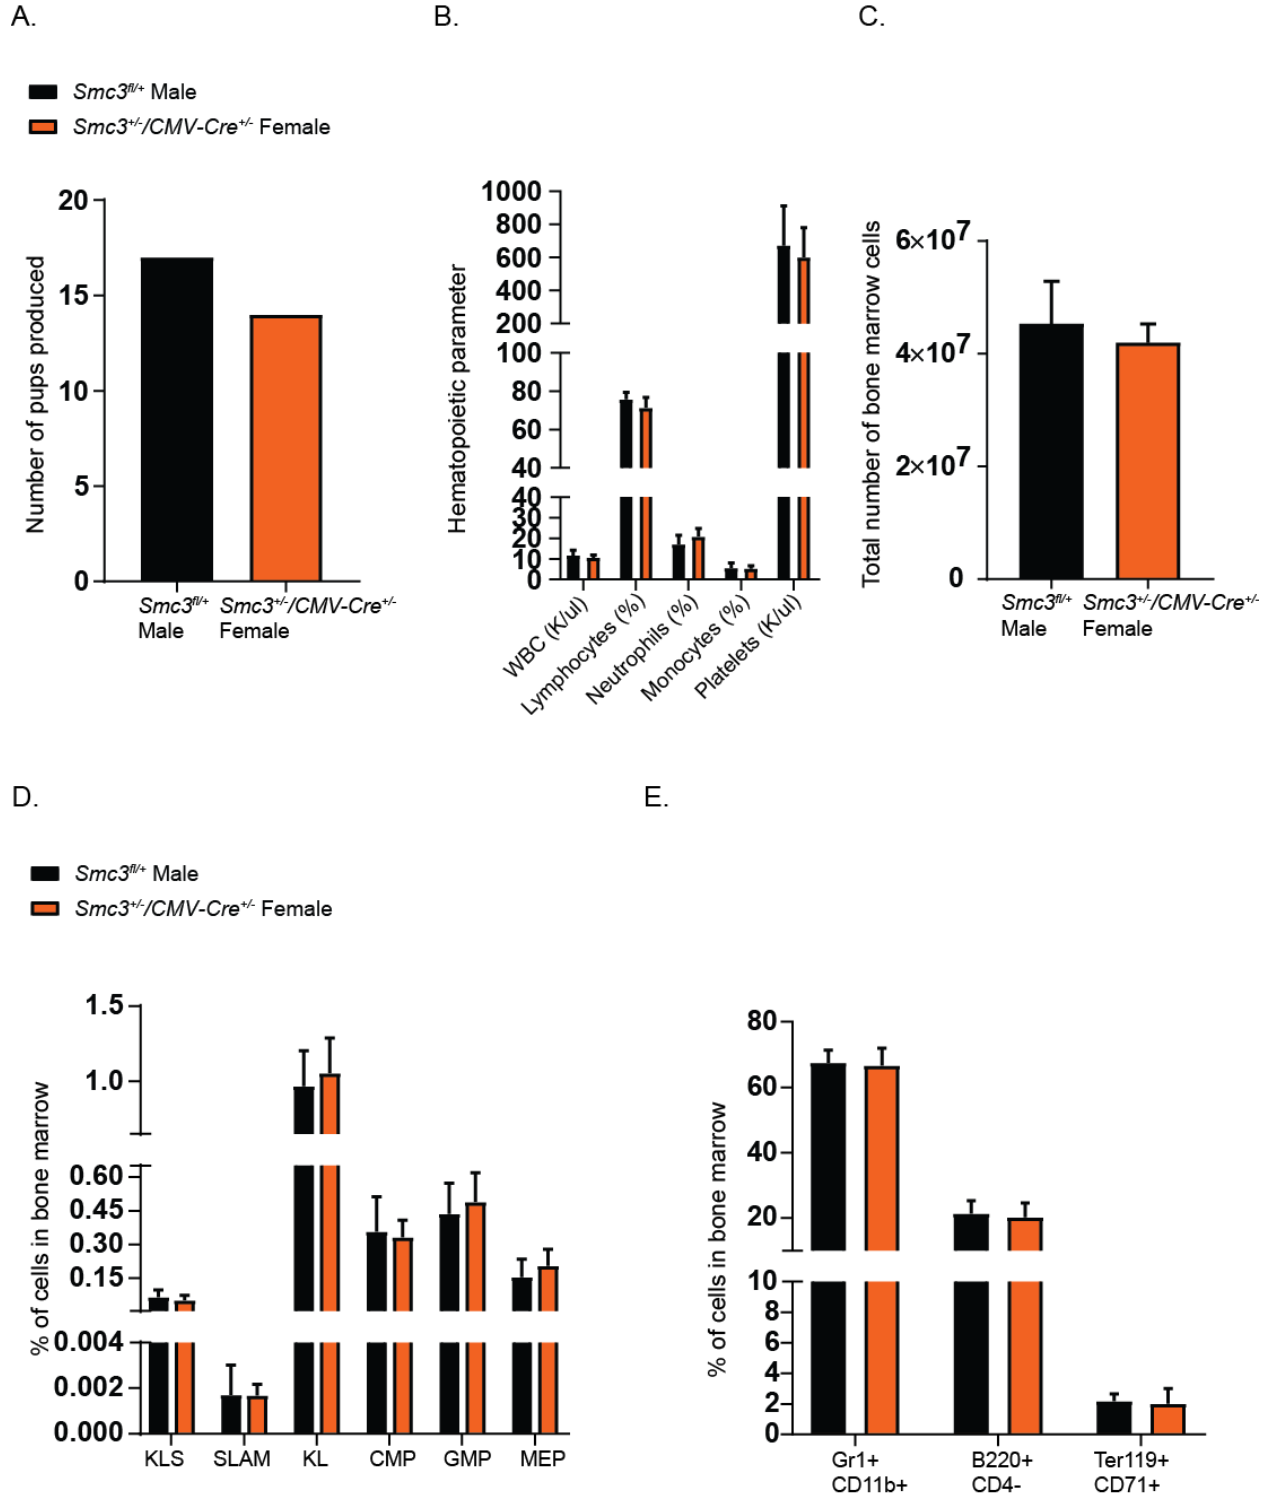 A.
B.
C.
Smc3fl/+ Male
Smc3+/-/CMV-Cre+/- Female
Number of pups produced
20
15
10
5
0
Smc3fl/+
Male
Smc3+/-/CMV-Cre+/-
Female
Hematopoietic parameter
1000
800
600
400
200
100
80
60
40
40
30
20
10
0
WBC (K/ul)
Lymphocytes (%)
Neutrophils (%)
Monocytes (%)
Platelets (K/ul)
Total number of bone marrow cells
6×107
4×107
2×107
0
Smc3fl/+
Male
Smc3+/-/CMV-Cre+/-
Female
D.
E.
Smc3fl/+ Male
Smc3+/-/CMV-Cre+/- Female
% of cells in bone marrow
1.5
1.0
0.60
0.45
0.30
0.15
0.004
0.002
0.000
KLS
SLAM
KL
CMP
GMP
MEP
% of cells in bone marrow
80
60
40
20
10
8
6
4
2
0
Gr1+
CD11b+
B220+
CD4-
Ter119+
CD71+